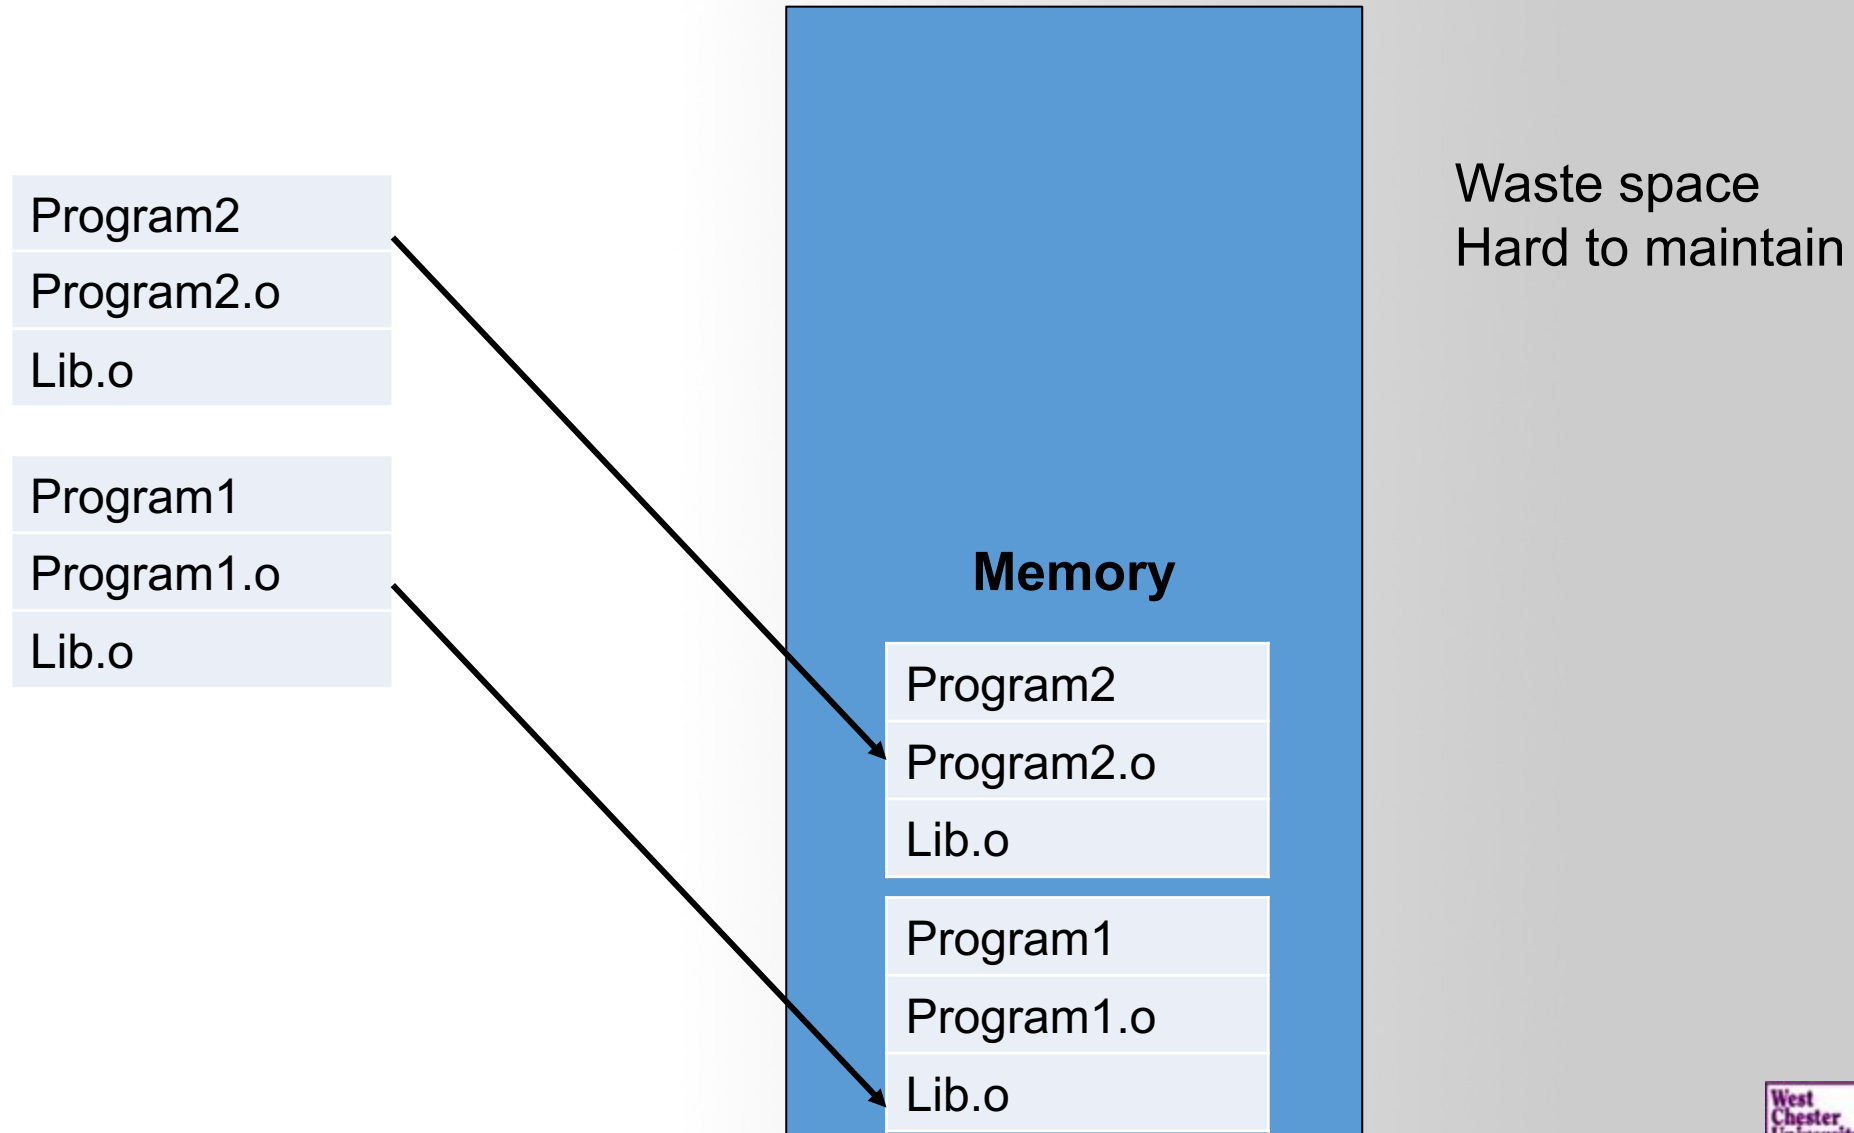 Program2
Program2.o
Lib.o
Program1
Program1.o
Lib.o
Memory
Program2
Program2.o
Lib.o
Program1
Program1.o
Lib.o
Waste space
Hard to maintain
West
Chester